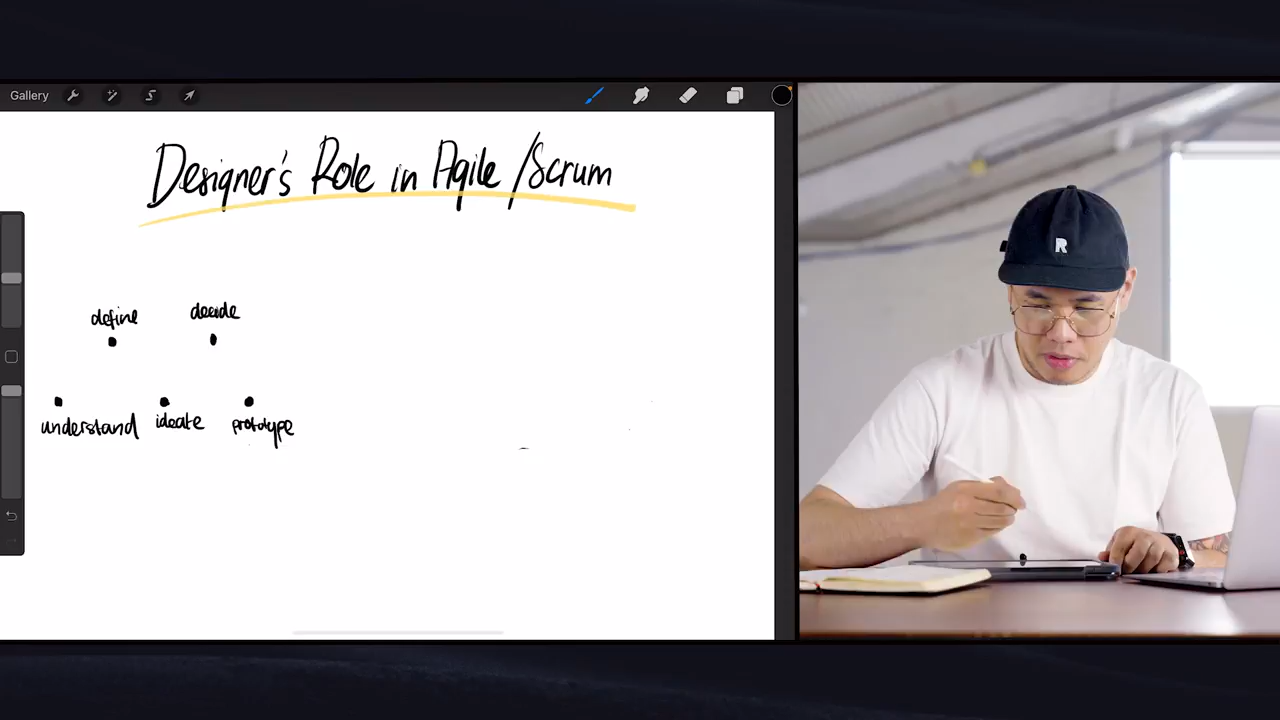 Gallery
Designer's Role in Agile /Scrum
define decide
understand ideate prototype
R